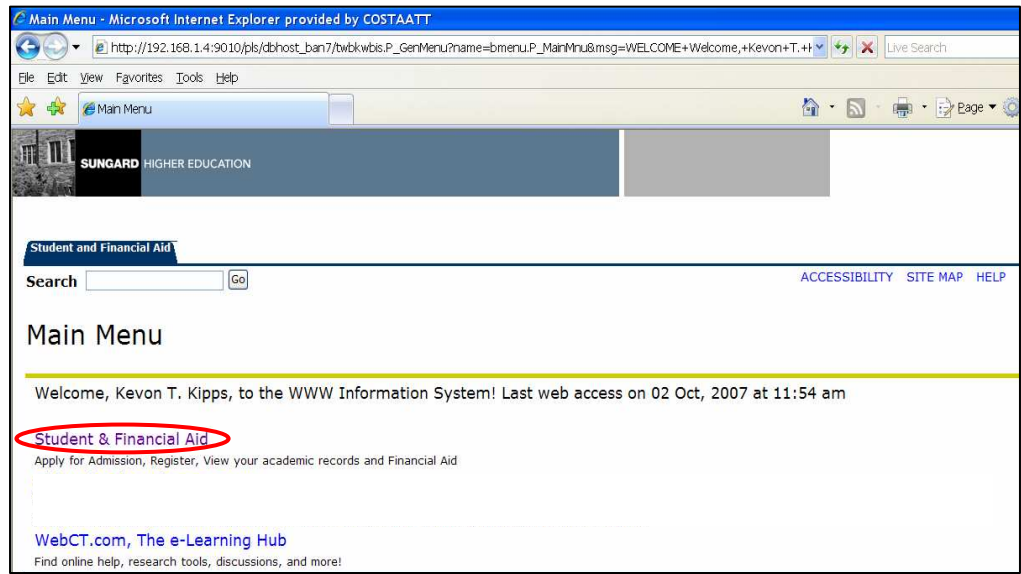 Main Menu - Microsoft Internet Explorer provided by COSTAATT
http://192.168.1.4:9010/pls/dbhost_ban7/twbkwbis.P_GenMenu?name=bmenu.P_MainMnu&msg=WELCOME+Welcome,+Kevon+T.+
Live Search
File Edit View Favorites Tools Help
Main Menu
Page
SUNGARD HIGHER EDUCATION
Student and Financial Aid
Search Go
ACCESSIBILITY SITE MAP HELP
Main Menu
Welcome, Kevon T. Kipps, to the WWW Information System! Last web access on 02 Oct, 2007 at 11:54 am
Student & Financial Aid
Apply for Admission, Register, View your academic records and Financial Aid
WebCT.com, The e-Learning Hub
Find online help, research tools, discussions, and more!